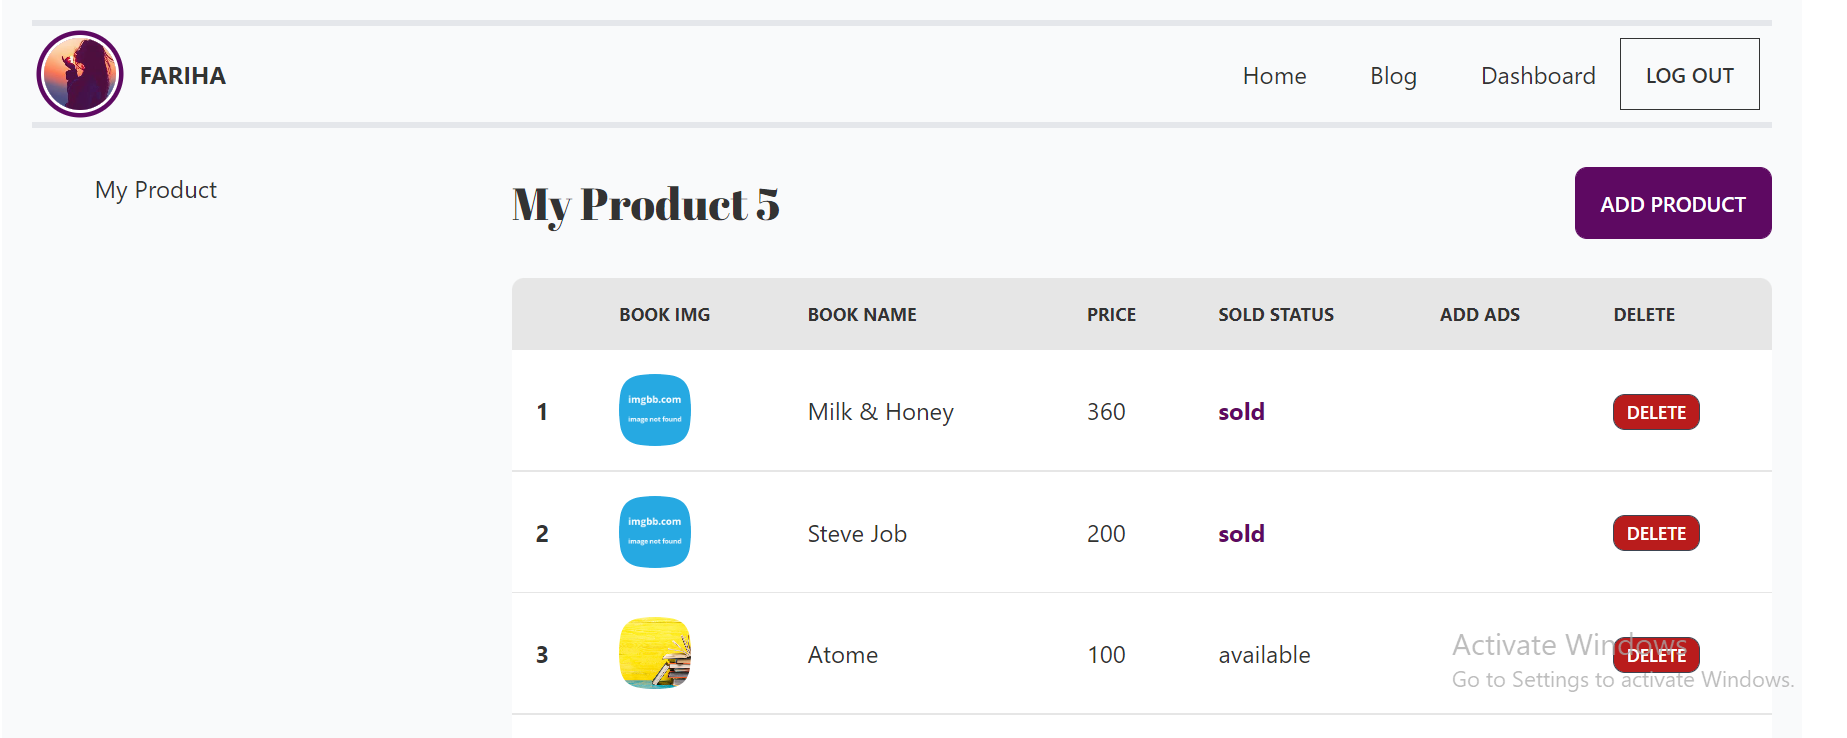 FARIHA
Home Blog Dashboard LOG OUT
My Product
My Product 5
ADD PRODUCT
BOOK IMG BOOK NAME PRICE SOLD STATUS ADD ADS DELETE
1 imgbb.com Milk & Honey 360 sold DELETE
image not found
2 imgbb.com Steve Job 200 sold DELETE
image not found
3 Atome 100 available DELETE
Activate Windows
Go to Settings to activate Windows.